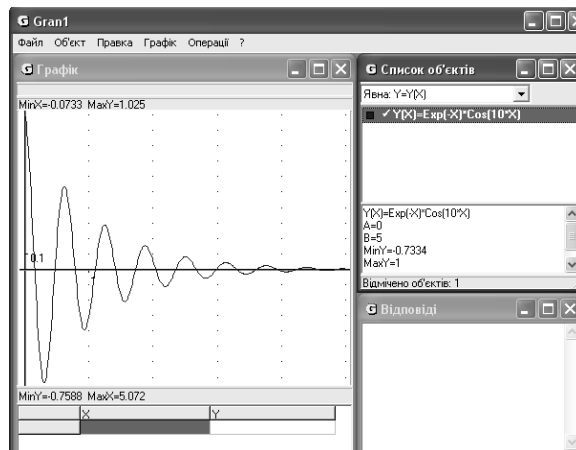 Gran1
Файл Об'єкт Правка Графік Операції ?
Графік
MinX=-0.0733 MaxY=1.025
0.1
MinY=-0.7588 MaxX=5.072
X Y
Список об'єктів
Явна: Y=Y(X)
Y(X)=Exp(-X)*Cos(10*X)
Y(X)=Exp(-X)*Cos(10*X)
A=0
B=5
MinY=-0.7334
MaxY=1
Відмічено об'єктів: 1
Відповіді